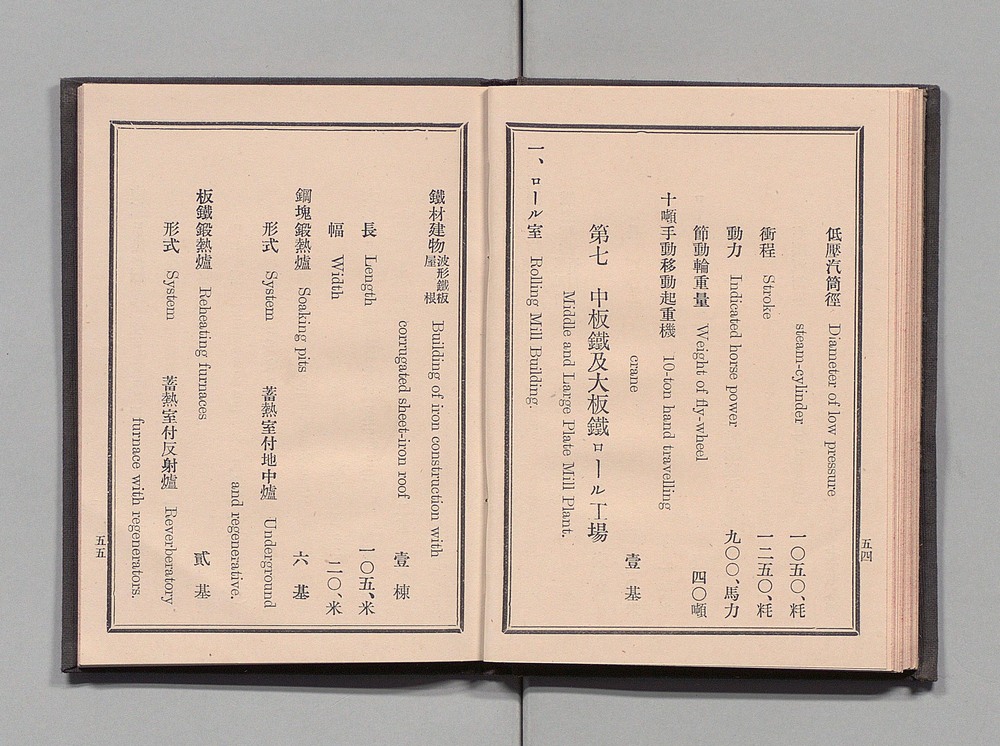 五四
低壓汽筒徑 Diameter of low pressure
steam-cylinder 一〇五〇、粍
衝程 Stroke 一二五〇、粍
動力 Indicated horse power 九〇〇、馬力
節動輪重量 Weight of fly-wheel 四〇噸
十噸手動移動起重機 10-ton hand travelling
crane 壹基
第七 中板鐵及大板鐵ロール工場
Middle and Large Plate Mill Plant.
一、ロール室 Rolling Mill Building.
鐵材建物波形鐵板屋根 Building of iron construction with
corrugated sheet-iron roof 壹棟
長 Length 一〇五、米
幅 Width 二〇、米
鋼塊鍛熱爐 Soaking pits 六基
形式 System 蓄熱室付地中爐 Underground
and regenerative.
板鐵鍛熱爐 Reheating furnaces 貳基
形式 System 蓄熱室付反射爐 Reverberatory
furnace with regenerators.
五五